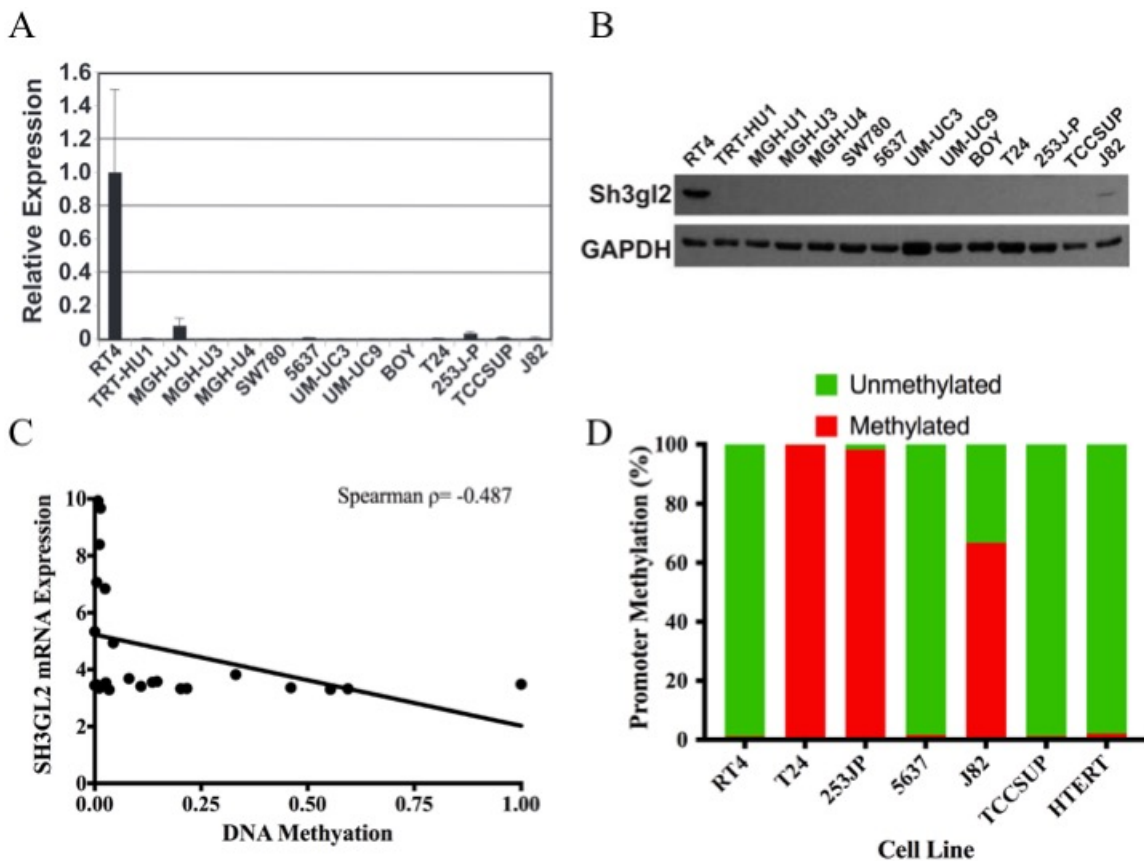 A
Relative Expression
1.6
1.4
1.2
1.0
0.8
0.6
0.4
0.2
0
RT4
TRT-HU1
MGH-U1
MGH-U3
MGH-U4
SW780
5637
UM-UC3
UM-UC9
BOY
T24
253J-P
TCCSUP
J82
B
RT4
TRT-HU1
MGH-U1
MGH-U3
MGH-U4
SW780
5637
UM-UC3
UM-UC9
BOY
T24
253J-P
TCCSUP
J82
Sh3gl2
GAPDH
C
Spearman ρ= -0.487
SH3GL2 mRNA Expression
10
8
6
4
2
0
0.00
0.25
0.50
0.75
1.00
DNA Methyation
D
Unmethylated
Methylated
Promoter Methylation (%)
100
80
60
40
20
0
RT4
T24
253JP
5637
J82
TCCSUP
HTERT
Cell Line